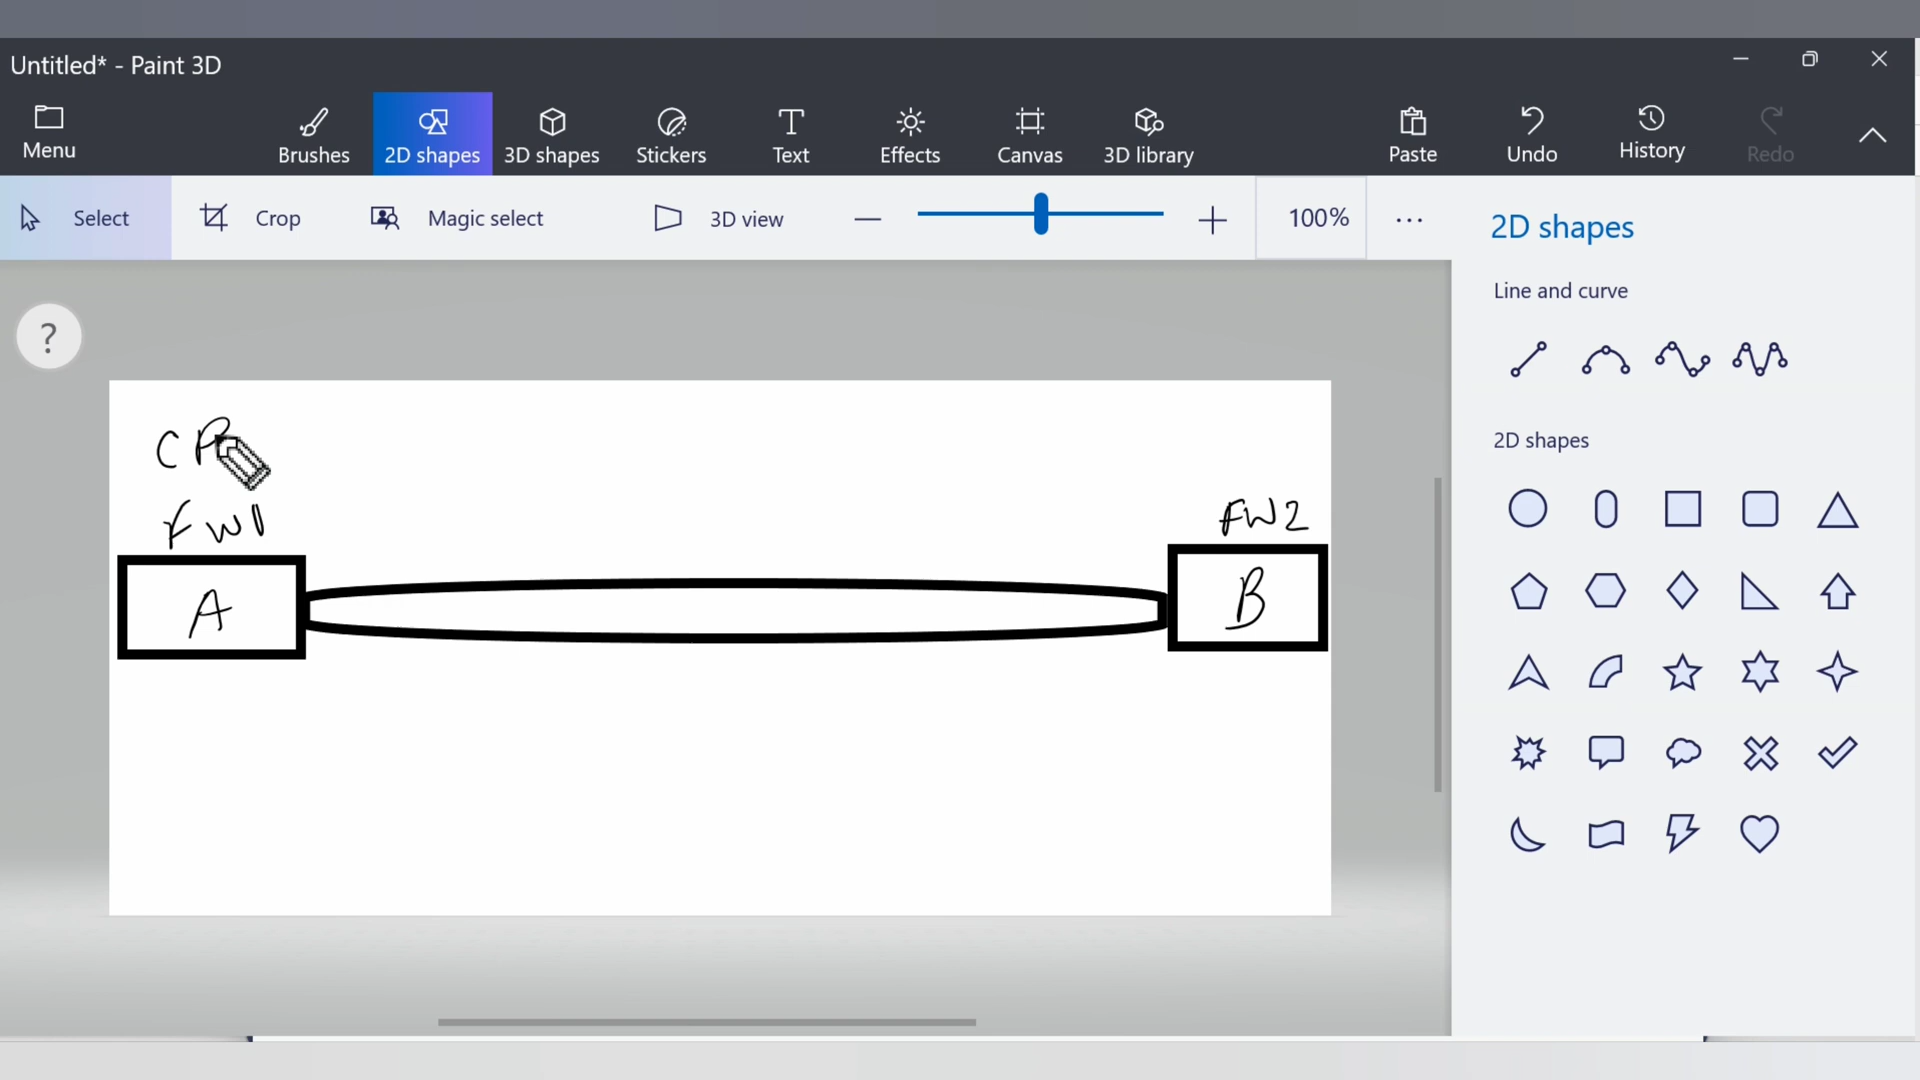 Untitled* - Paint 3D
Menu
Brushes
2D shapes
3D shapes
Stickers
Text
Effects
Canvas
3D library
Paste
Undo
History
Redo
Select
Crop
Magic select
3D view
100%
2D shapes
Line and curve
2D shapes
?
CP
FW1
FW2
A
B